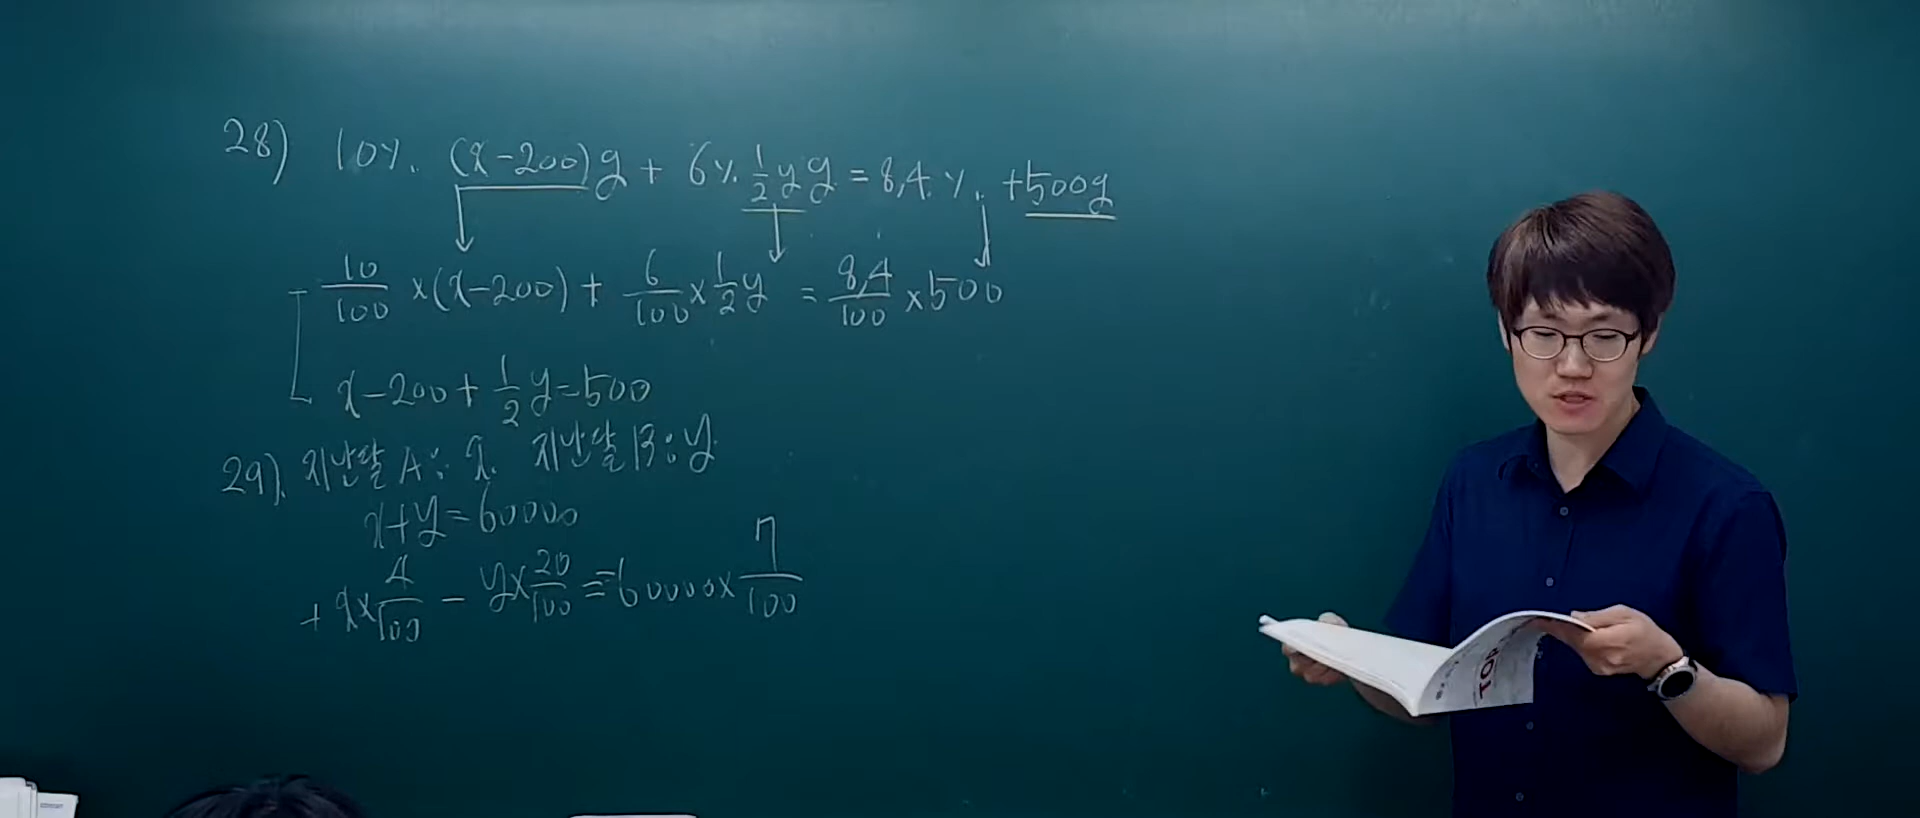 28) 10%. (x-200)g + 6%. 1/2 y g = 8.4%. +500g
10/100 ×(x-200) + 6/100 × 1/2 y = 8.4/100 ×500
x-200+ 1/2 y=500
29). 지난달 A: x. 지난달 B: y
x+y=60000
+ x× 4/100 - y× 20/100 = -60000× 7/100
TOP